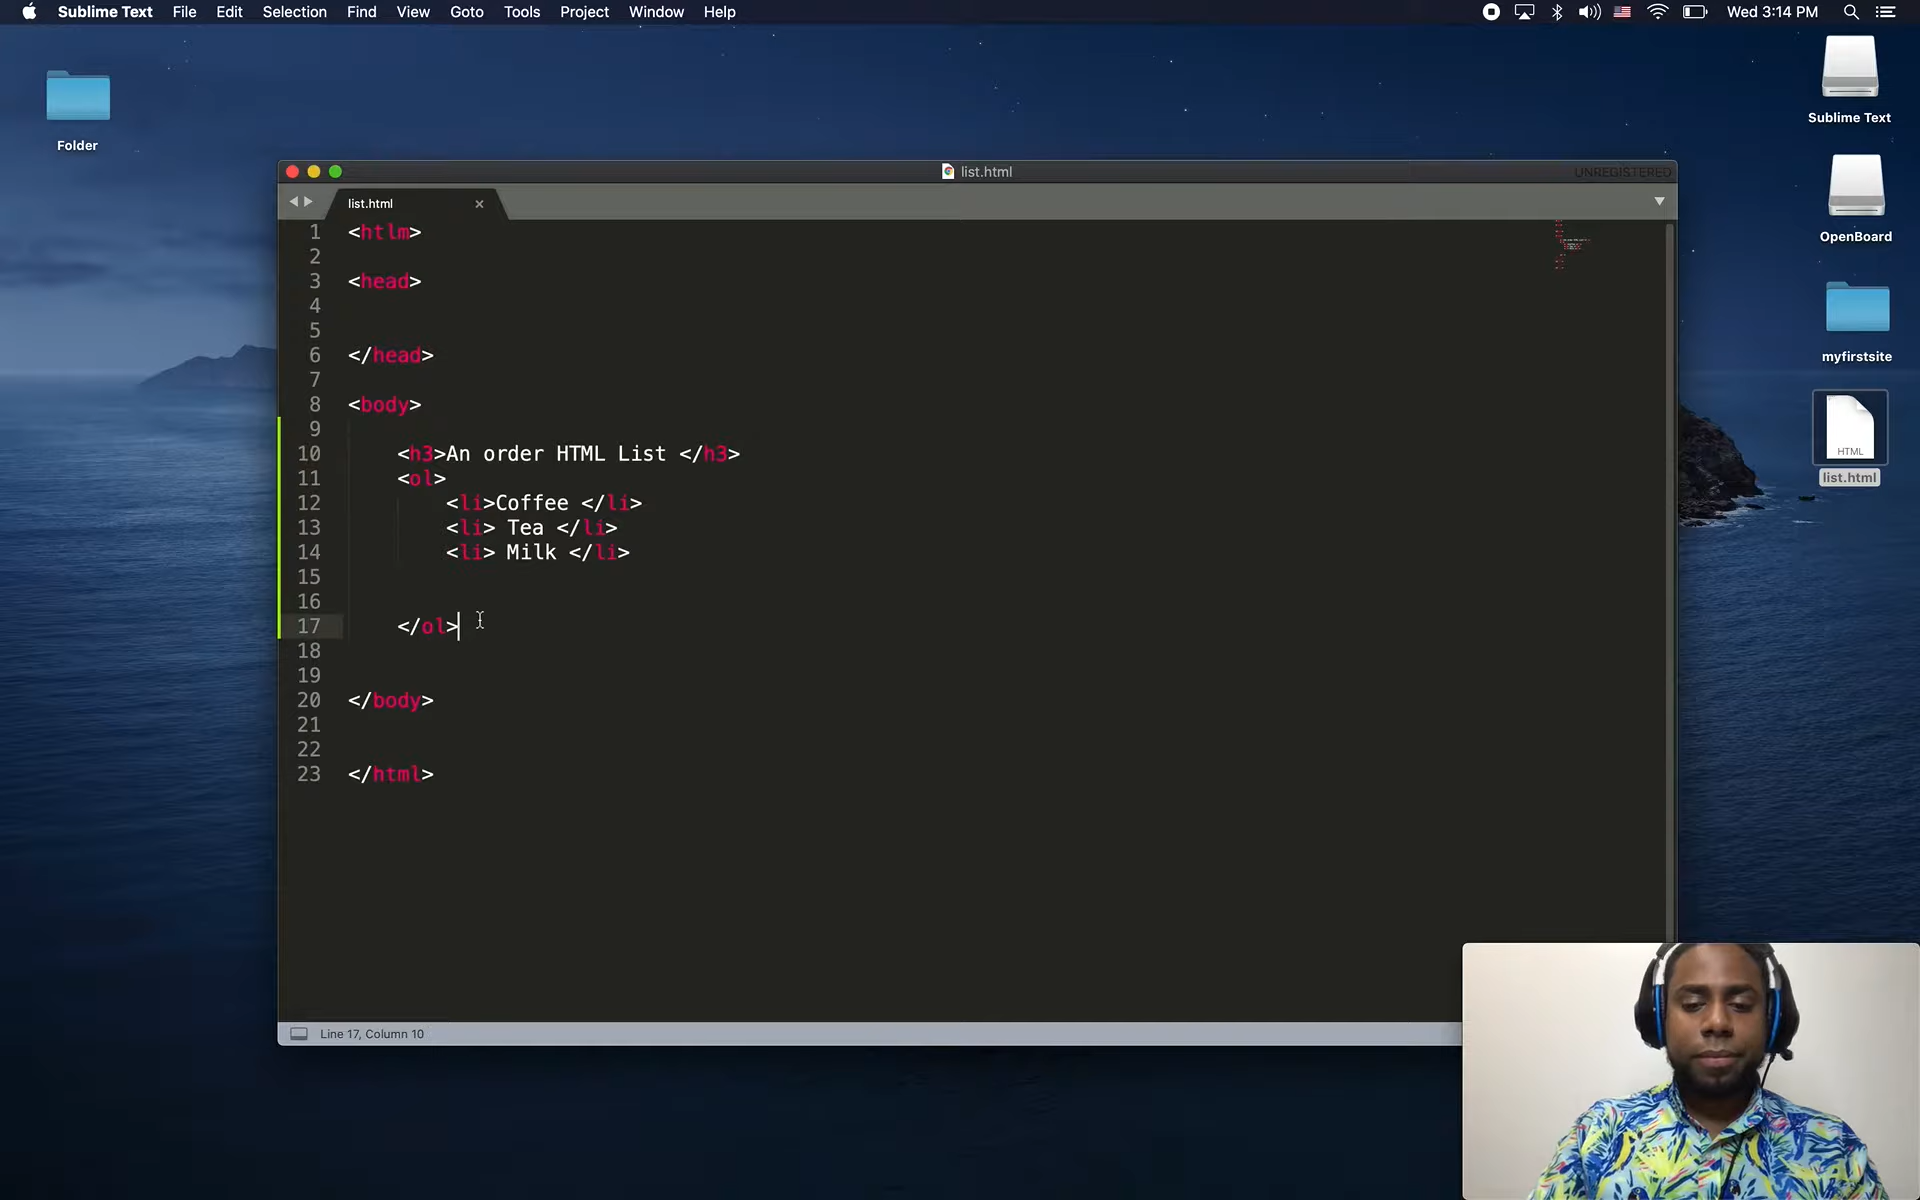 Sublime Text File Edit Selection Find View Goto Tools Project Window Help Wed 3:14 PM
Folder
Sublime Text
OpenBoard
myfirstsite
HTML
list.html
list.html
UNREGISTERED
list.html
1 <htlm>
2
3 <head>
4
5
6 </head>
7
8 <body>
9
10 <h3>An order HTML List </h3>
11 <ol>
12 <li>Coffee </li>
13 <li> Tea </li>
14 <li> Milk </li>
15
16
17 </ol>
18
19
20 </body>
21
22
23 </html>
Line 17, Column 10